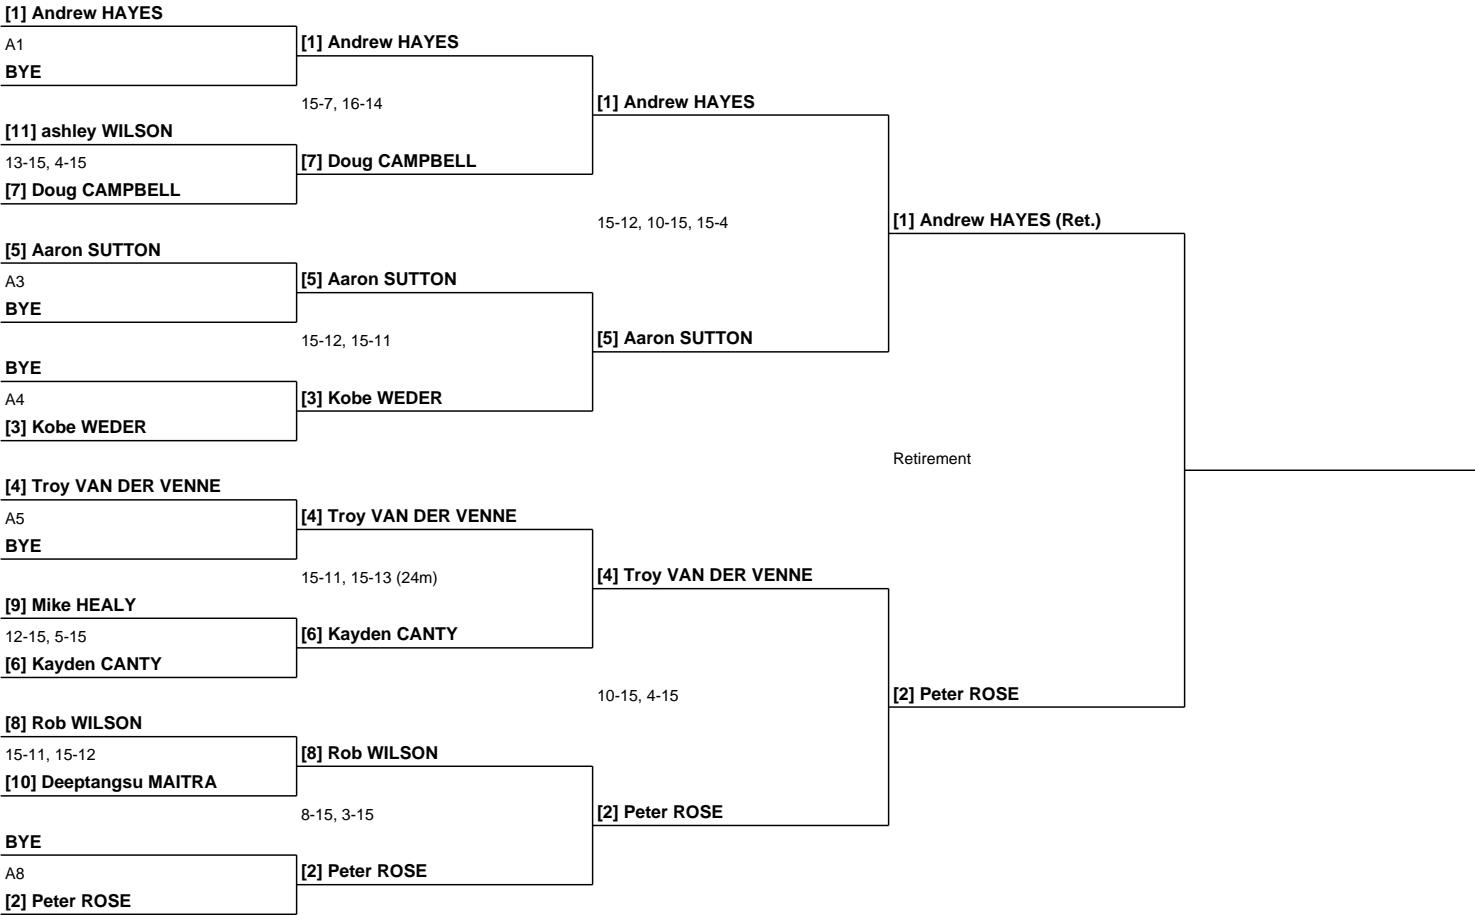 [1] Andrew HAYES
A1
BYE
[11] ashley WILSON
13-15, 4-15
[7] Doug CAMPBELL
[5] Aaron SUTTON
A3
BYE
BYE
A4
[3] Kobe WEDER
[4] Troy VAN DER VENNE
A5
BYE
[9] Mike HEALY
12-15, 5-15
[6] Kayden CANTY
[8] Rob WILSON
15-11, 15-12
[10] Deeptangsu MAITRA
BYE
A8
[2] Peter ROSE
[1] Andrew HAYES
15-7, 16-14
[7] Doug CAMPBELL
[5] Aaron SUTTON
15-12, 15-11
[3] Kobe WEDER
[4] Troy VAN DER VENNE
15-11, 15-13 (24m)
[6] Kayden CANTY
[8] Rob WILSON
8-15, 3-15
[2] Peter ROSE
[1] Andrew HAYES
15-12, 10-15, 15-4
[5] Aaron SUTTON
[4] Troy VAN DER VENNE
10-15, 4-15
[2] Peter ROSE
[1] Andrew HAYES (Ret.)
Retirement
[2] Peter ROSE